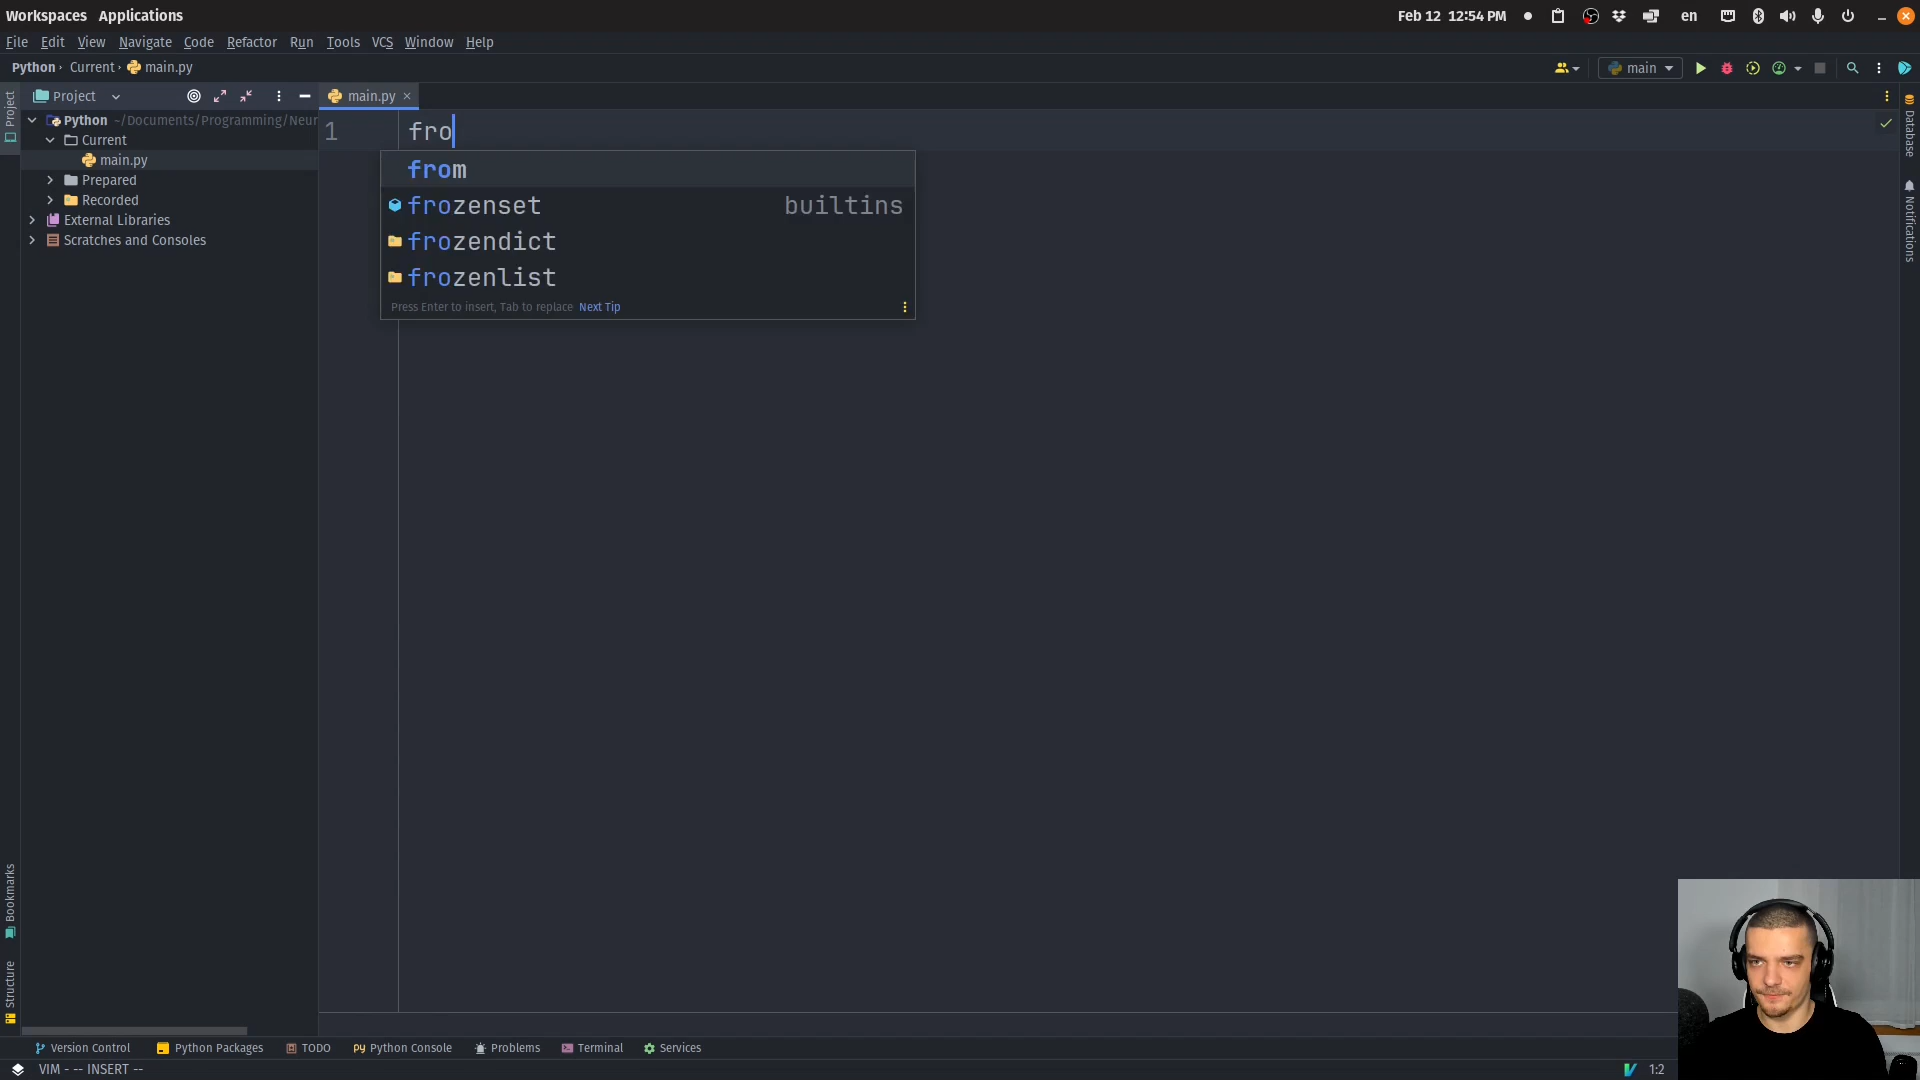 Workspaces Applications Feb 12 12:54 PM en
File Edit View Navigate Code Refactor Run Tools VCS Window Help
Python Current main.py main
Project main.py
Python ~/Documents/Programming/Neur
Current
main.py
Prepared
Recorded
External Libraries
Scratches and Consoles
1 fro
from
frozenset builtins
frozendict
frozenlist
Press Enter to insert, Tab to replace Next Tip
Project
Bookmarks
Structure
Database
Notifications
Version Control Python Packages TODO Python Console Problems Terminal Services
VIM - -- INSERT -- 1:2